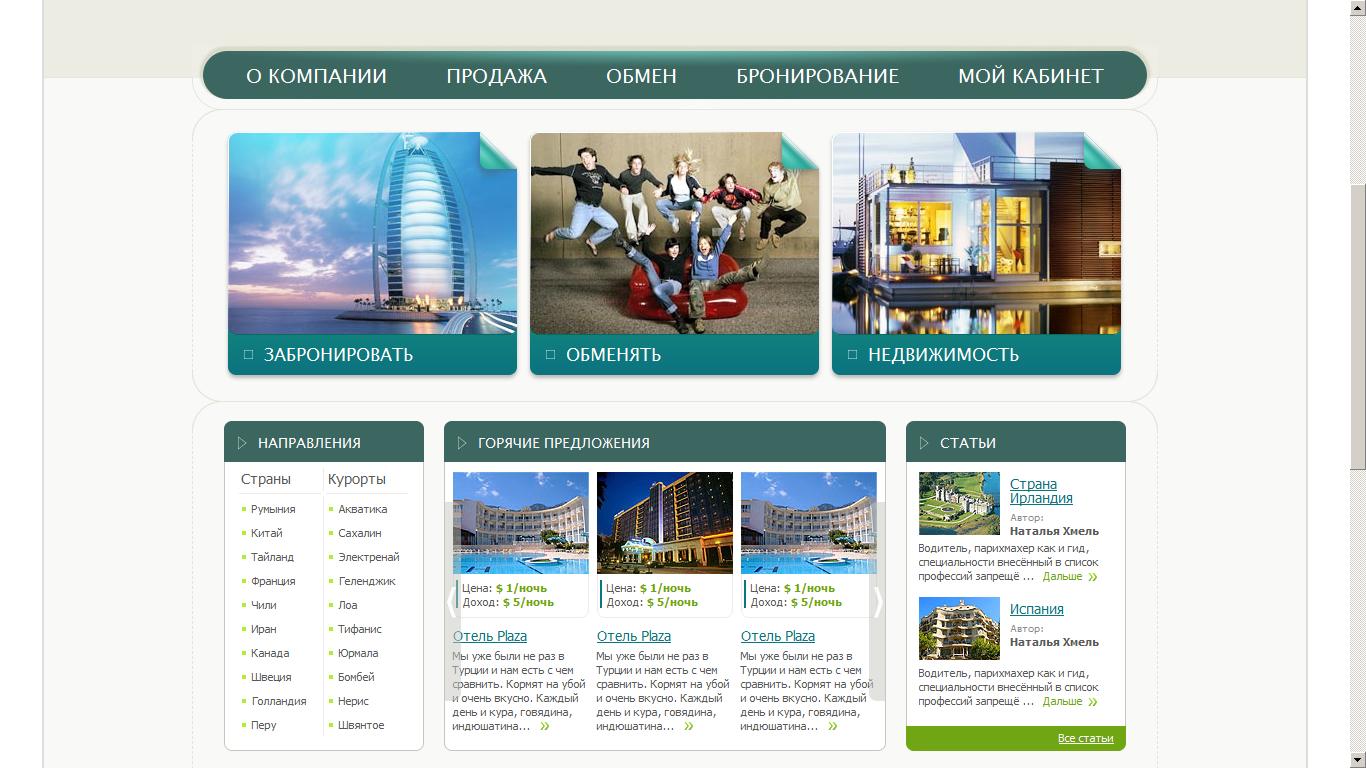 О КОМПАНИИ
ПРОДАЖА
ОБМЕН
БРОНИРОВАНИЕ
МОЙ КАБИНЕТ
ЗАБРОНИРОВАТЬ
ОБМЕНЯТЬ
НЕДВИЖИМОСТЬ
НАПРАВЛЕНИЯ
Страны
Румыния
Китай
Тайланд
Франция
Чили
Иран
Канада
Швеция
Голландия
Перу
Курорты
Акватика
Сахалин
Электренай
Геленджик
Лоа
Тифанис
Юрмала
Бомбей
Нерис
Швянтое
ГОРЯЧИЕ ПРЕДЛОЖЕНИЯ
Цена: $ 1/ночь
Доход: $ 5/ночь
Отель Plaza
Мы уже были не раз в
Турции и нам есть с чем
сравнить. Кормят на убой
и очень вкусно. Каждый
день и кура, говядина,
индюшатина... »
Цена: $ 1/ночь
Доход: $ 5/ночь
Отель Plaza
Мы уже были не раз в
Турции и нам есть с чем
сравнить. Кормят на убой
и очень вкусно. Каждый
день и кура, говядина,
индюшатина... »
Цена: $ 1/ночь
Доход: $ 5/ночь
Отель Plaza
Мы уже были не раз в
Турции и нам есть с чем
сравнить. Кормят на убой
и очень вкусно. Каждый
день и кура, говядина,
индюшатина... »
СТАТЬИ
Страна
Ирландия
Автор:
Наталья Хмель
Водитель, парихмахер как и гид,
специальности внесённый в список
профессий запрещё ... Дальше »
Испания
Автор:
Наталья Хмель
Водитель, парихмахер как и гид,
специальности внесённый в список
профессий запрещё ... Дальше »
Все статьи